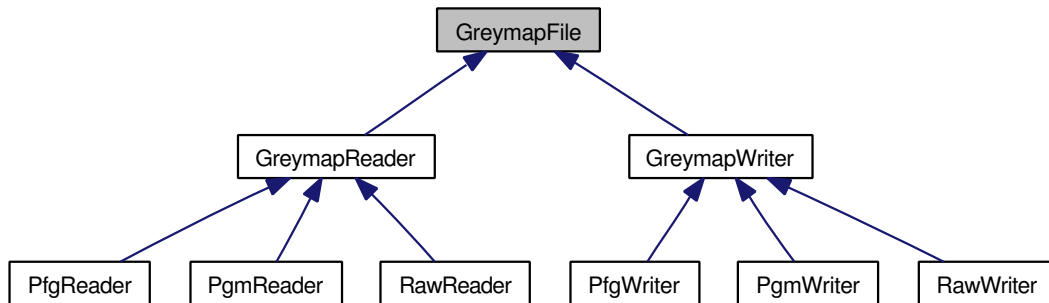 GreymapFile
GreymapReader
GreymapWriter
PfgReader
PgmReader
RawReader
PfgWriter
PgmWriter
RawWriter